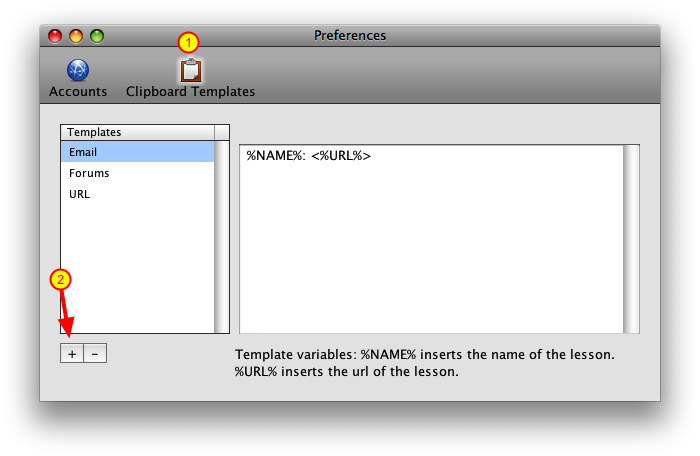 Preferences
1
Accounts
Clipboard Templates
Templates
Email
Forums
URL
%NAME%: <%URL%>
2
+
-
Template variables: %NAME% inserts the name of the lesson.
%URL% inserts the url of the lesson.